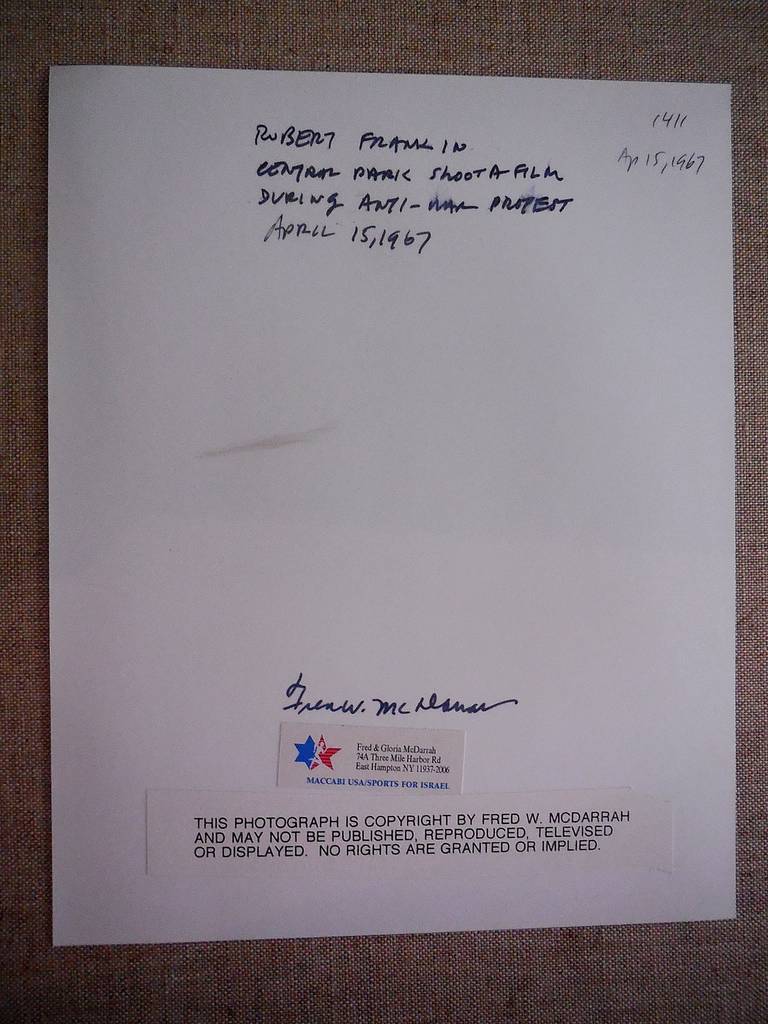 ROBERT FRANK IN
CENTRAL PARK SHOOT A FILM
DURING ANTI-WAR PROTEST
APRIL 15, 1967
1411
Ap 15, 1967
Fred W. McDarrah
Fred & Gloria McDarrah
74A Three Mile Harbor Rd
East Hampton NY 11937-2006
MACCABI USA/SPORTS FOR ISRAEL
THIS PHOTOGRAPH IS COPYRIGHT BY FRED W. MCDARRAH
AND MAY NOT BE PUBLISHED, REPRODUCED, TELEVISED
OR DISPLAYED. NO RIGHTS ARE GRANTED OR IMPLIED.